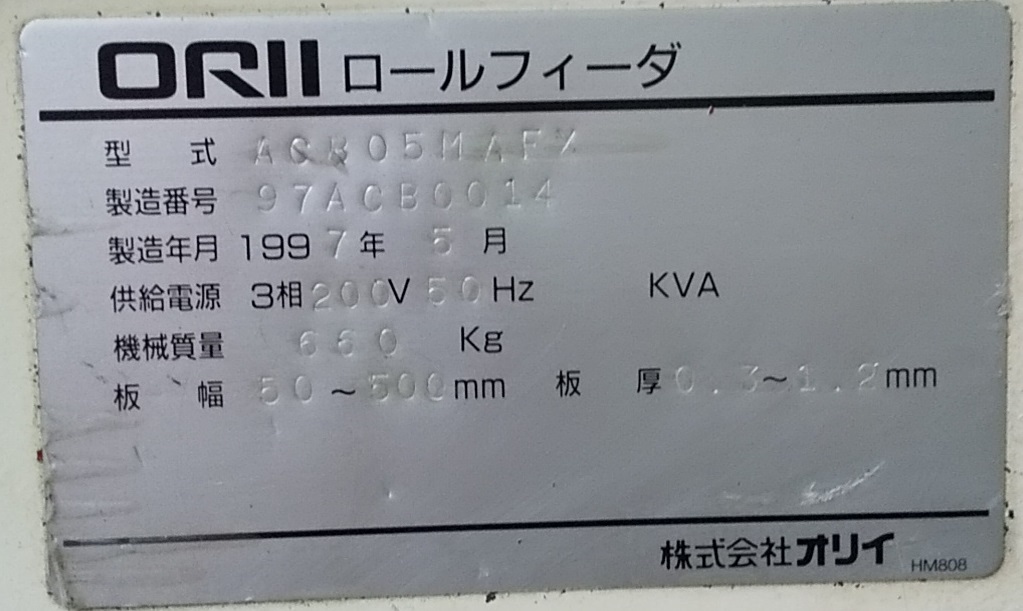 ORII ロールフィーダ
型 式
製造番号 97ACB0014
製造年月 1997年 5月
供給電源 3相200V 50Hz KVA
機械質量 660 Kg
板 幅 50~500mm 板 厚0.3~1.2mm
株式会社オリイ HM808